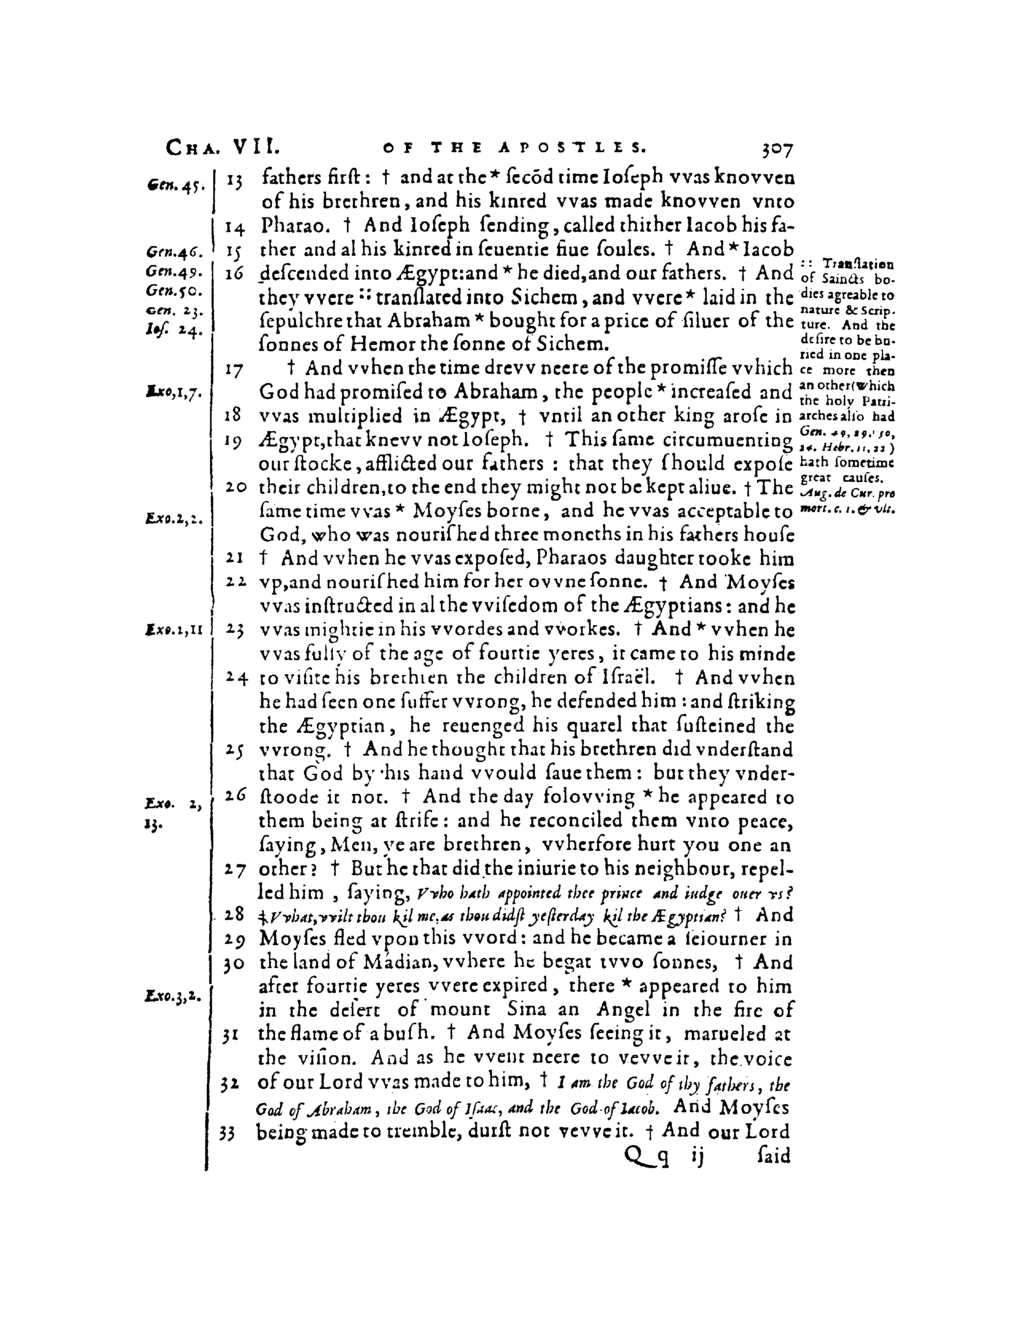 CHA. VII. OF THE APOSTLES. 307
Gen. 45. 13 fathers firſt: † and at the * ſecōd time Ioſeph vvas knovven
of his brethren, and his kinred vvas made knovven vnto
14 Pharao. † And Ioſeph ſending, called thither Iacob his fa-
Gen.46. 15 ther and al his kinred in ſeuentie fiue ſoules. † And * Iacob
Gen.49. 16 deſcended into Ægypt: and * he died, and our fathers. † And
Gen.50. they vvere :: tranſlated into Sichem, and vvere * laid in the
Gen. 23. ſepulchre that Abraham * bought for a price of ſiluer of the
Ioſ. 24. ſonnes of Hemor the ſonne of Sichem.
17 † And vvhen the time drevv neere of the promiſſe vvhich
Exo,1,7. God had promiſed to Abraham, the people * increaſed and
18 vvas multiplied in Ægypt, † vntil an other king aroſe in
19 Ægypt, that knevv not Ioſeph. † This ſame circumuenting
our ſtocke, afflicted our fathers : that they ſhould expoſe
20 their children, to the end they might not be kept aliue. † The
Exo.2,2. ſame time vvas * Moyſes borne, and he vvas acceptable to
God, who was nouriſhed three moneths in his fathers houſe
21 † And vvhen he vvas expoſed, Pharaos daughter tooke him
22 vp, and nouriſhed him for her ovvne ſonne. † And Moyſes
vvas inſtructed in al the vviſedom of the Ægyptians: and he
Exo.2,11 23 vvas mightie in his vvordes and vvorkes. † And * vvhen he
vvas fully of the age of fourtie yeres, it came to his minde
24 to viſite his brethren the children of Iſraël. † And vvhen
he had ſeen one ſuffer vvrong, he defended him : and ſtriking
the Ægyptian, he reuenged his quarel that ſuſteined the
25 vvrong. † And he thought that his brethren did vnderſtand
that God by his hand vvould ſaue them: but they vnder-
Exo. 2, 26 ſtoode it not. † And the day folovving * he appeared to
13. them being at ſtrife: and he reconciled them vnto peace,
ſaying, Men, ye are brethren, vvherfore hurt you one an
27 other? † But he that did the iniurie to his neighbour, repel-
led him, ſaying, Vvho hath appointed thee prince and iudge ouer vs?
28 † Vvhat, vvilt thou kil me, as thou didſt yeſterday kil the Ægyptian? † And
29 Moyſes fled vpon this vvord: and he became a ſeiourner in
30 the land of Mádian, vvhere he begat tvvo ſonnes, † And
after fourtie yeres vvere expired, there * appeared to him
Exo.3,2. in the deſert of mount Sina an Angel in the fire of
31 the flame of a buſh. † And Moyſes ſeeing it, marueled at
the viſion. And as he vvent neere to vevve it, the voice
32 of our Lord vvas made to him, † I am the God of thy fathers, the
God of Abraham, the God of Iſaac, and the God of Iacob. And Moyſes
33 being made to tremble, durſt not vevve it. † And our Lord
Qq ij ſaid
:: Tranſlation
of Saincts bo-
dies agreable to
nature & Scrip-
ture. And the
deſire to be bu-
ried in one pla-
ce more then
an other (which
the holy Patri-
arches alſo had
Gen. 49, 29. 50,
24. Hebr. 11, 22)
hath ſometime
great cauſes.
Aug. de Cur. pro
mort. c. 1. & vlt.